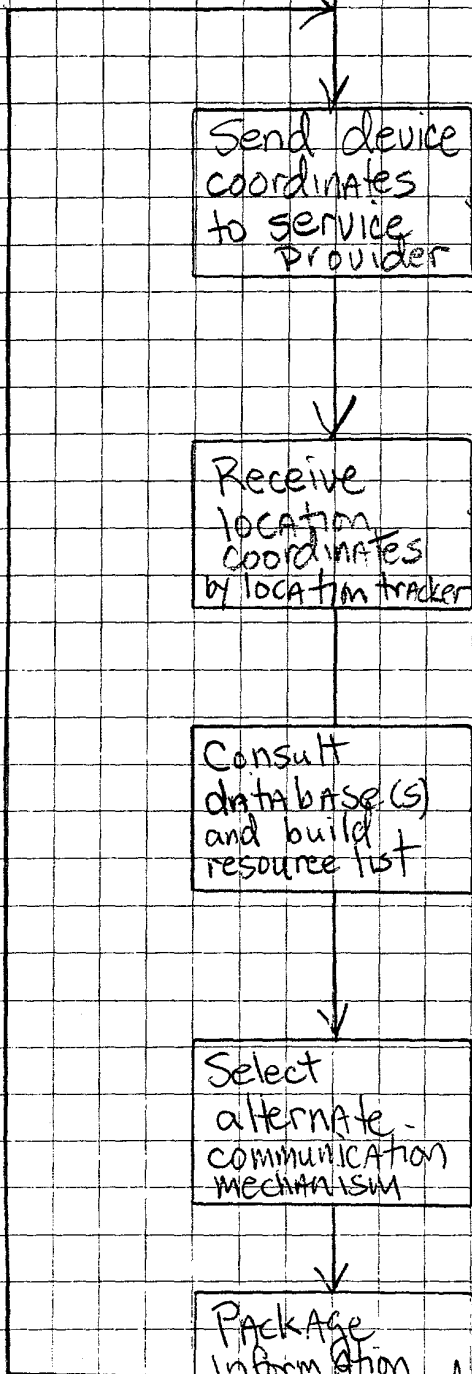 Send device
coordinates
to service
provider
Receive
location
coordinates
by location tracker
Consult
database(s)
and build
resource list
Select
alternate
communication
mechanism
Package
information